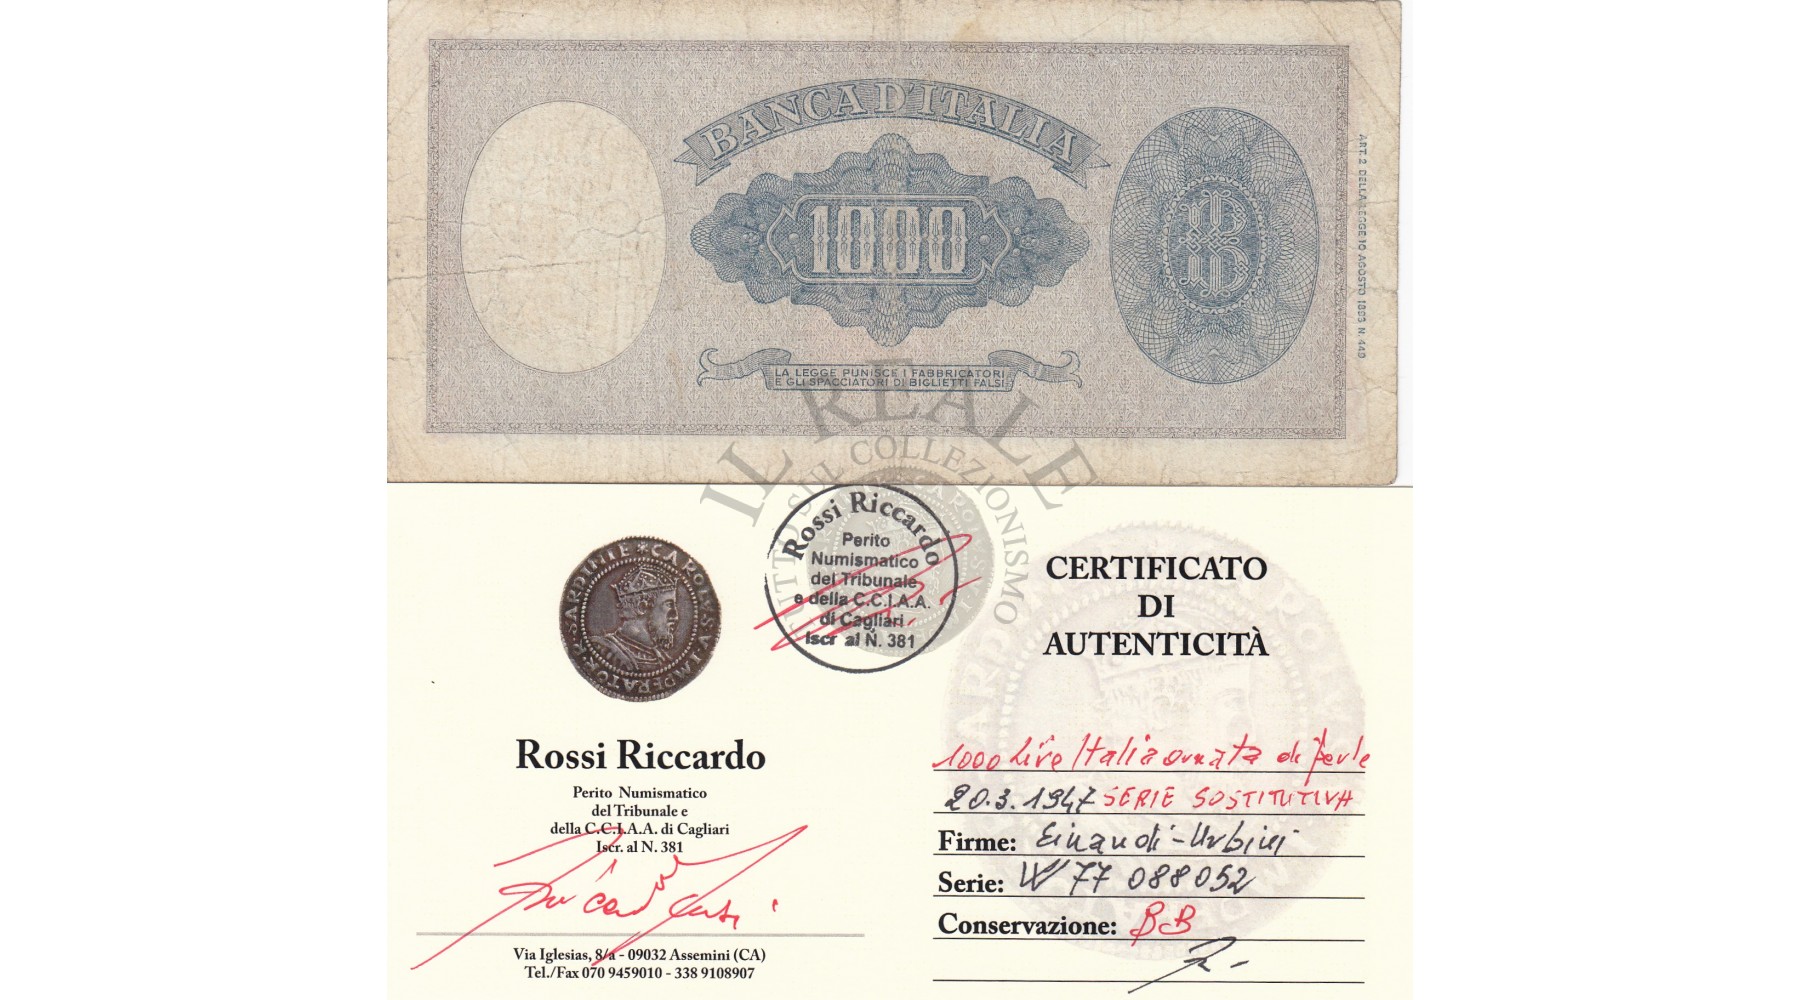 BANCA D'ITALIA
1000
LA LEGGE PUNISCE I FABBRICATORI
E GLI SPACCIATORI DI BIGLIETTI FALSI
ART. 2 DELLA LEGGE 10 AGOSTO 1893 N. 449
IL REALE
TUTTO SUL COLLEZIONISMO
Rossi Riccardo
Perito
Numismatico
del Tribunale
e della C.C.I.A.A.
di Cagliari
Iscr al N. 381
CAROLVS V IMPERATOR R SARDINIE
Rossi Riccardo
Perito Numismatico
del Tribunale e
della C.C.I.A.A. di Cagliari
Iscr. al N. 381
Via Iglesias, 8/a - 09032 Assemini (CA)
Tel./Fax 070 9459010 - 338 9108907
CERTIFICATO
DI
AUTENTICITÀ
1000 Lire Italia ornata di perle
20.3.1947 SERIE SOSTITUTIVA
Firme: Einaudi-Urbini
Serie: W 77 088052
Conservazione: BB